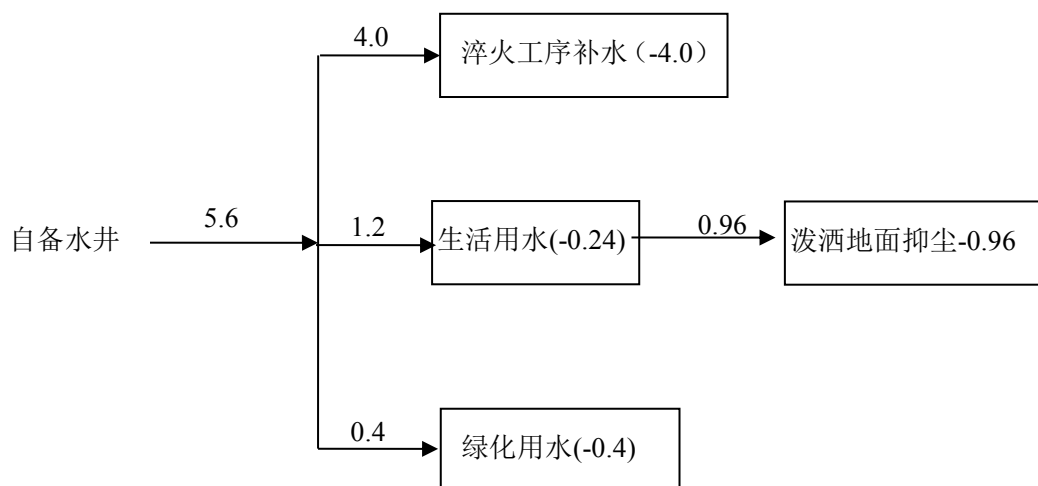 4.0
淬火工序补水（-4.0）
自备水井
5.6
1.2
生活用水(-0.24)
0.96
泼洒地面抑尘-0.96
0.4
绿化用水(-0.4)